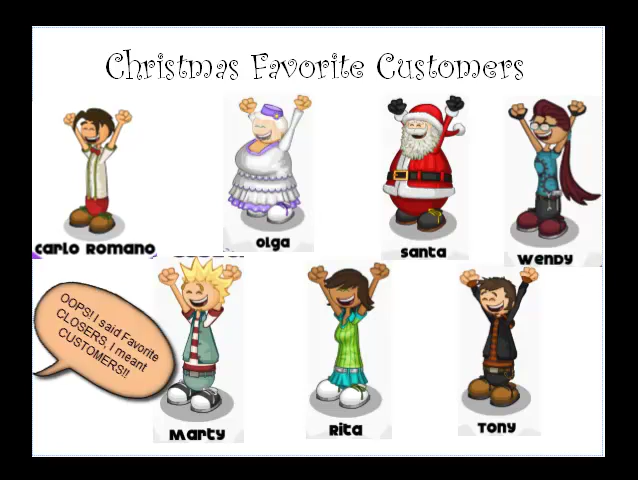 Christmas Favorite Customers
Carlo Romano
Olga
Santa
Wendy
OOPS! I said Favorite
CLOSERS, I meant
CUSTOMERS!!
Marty
Rita
Tony